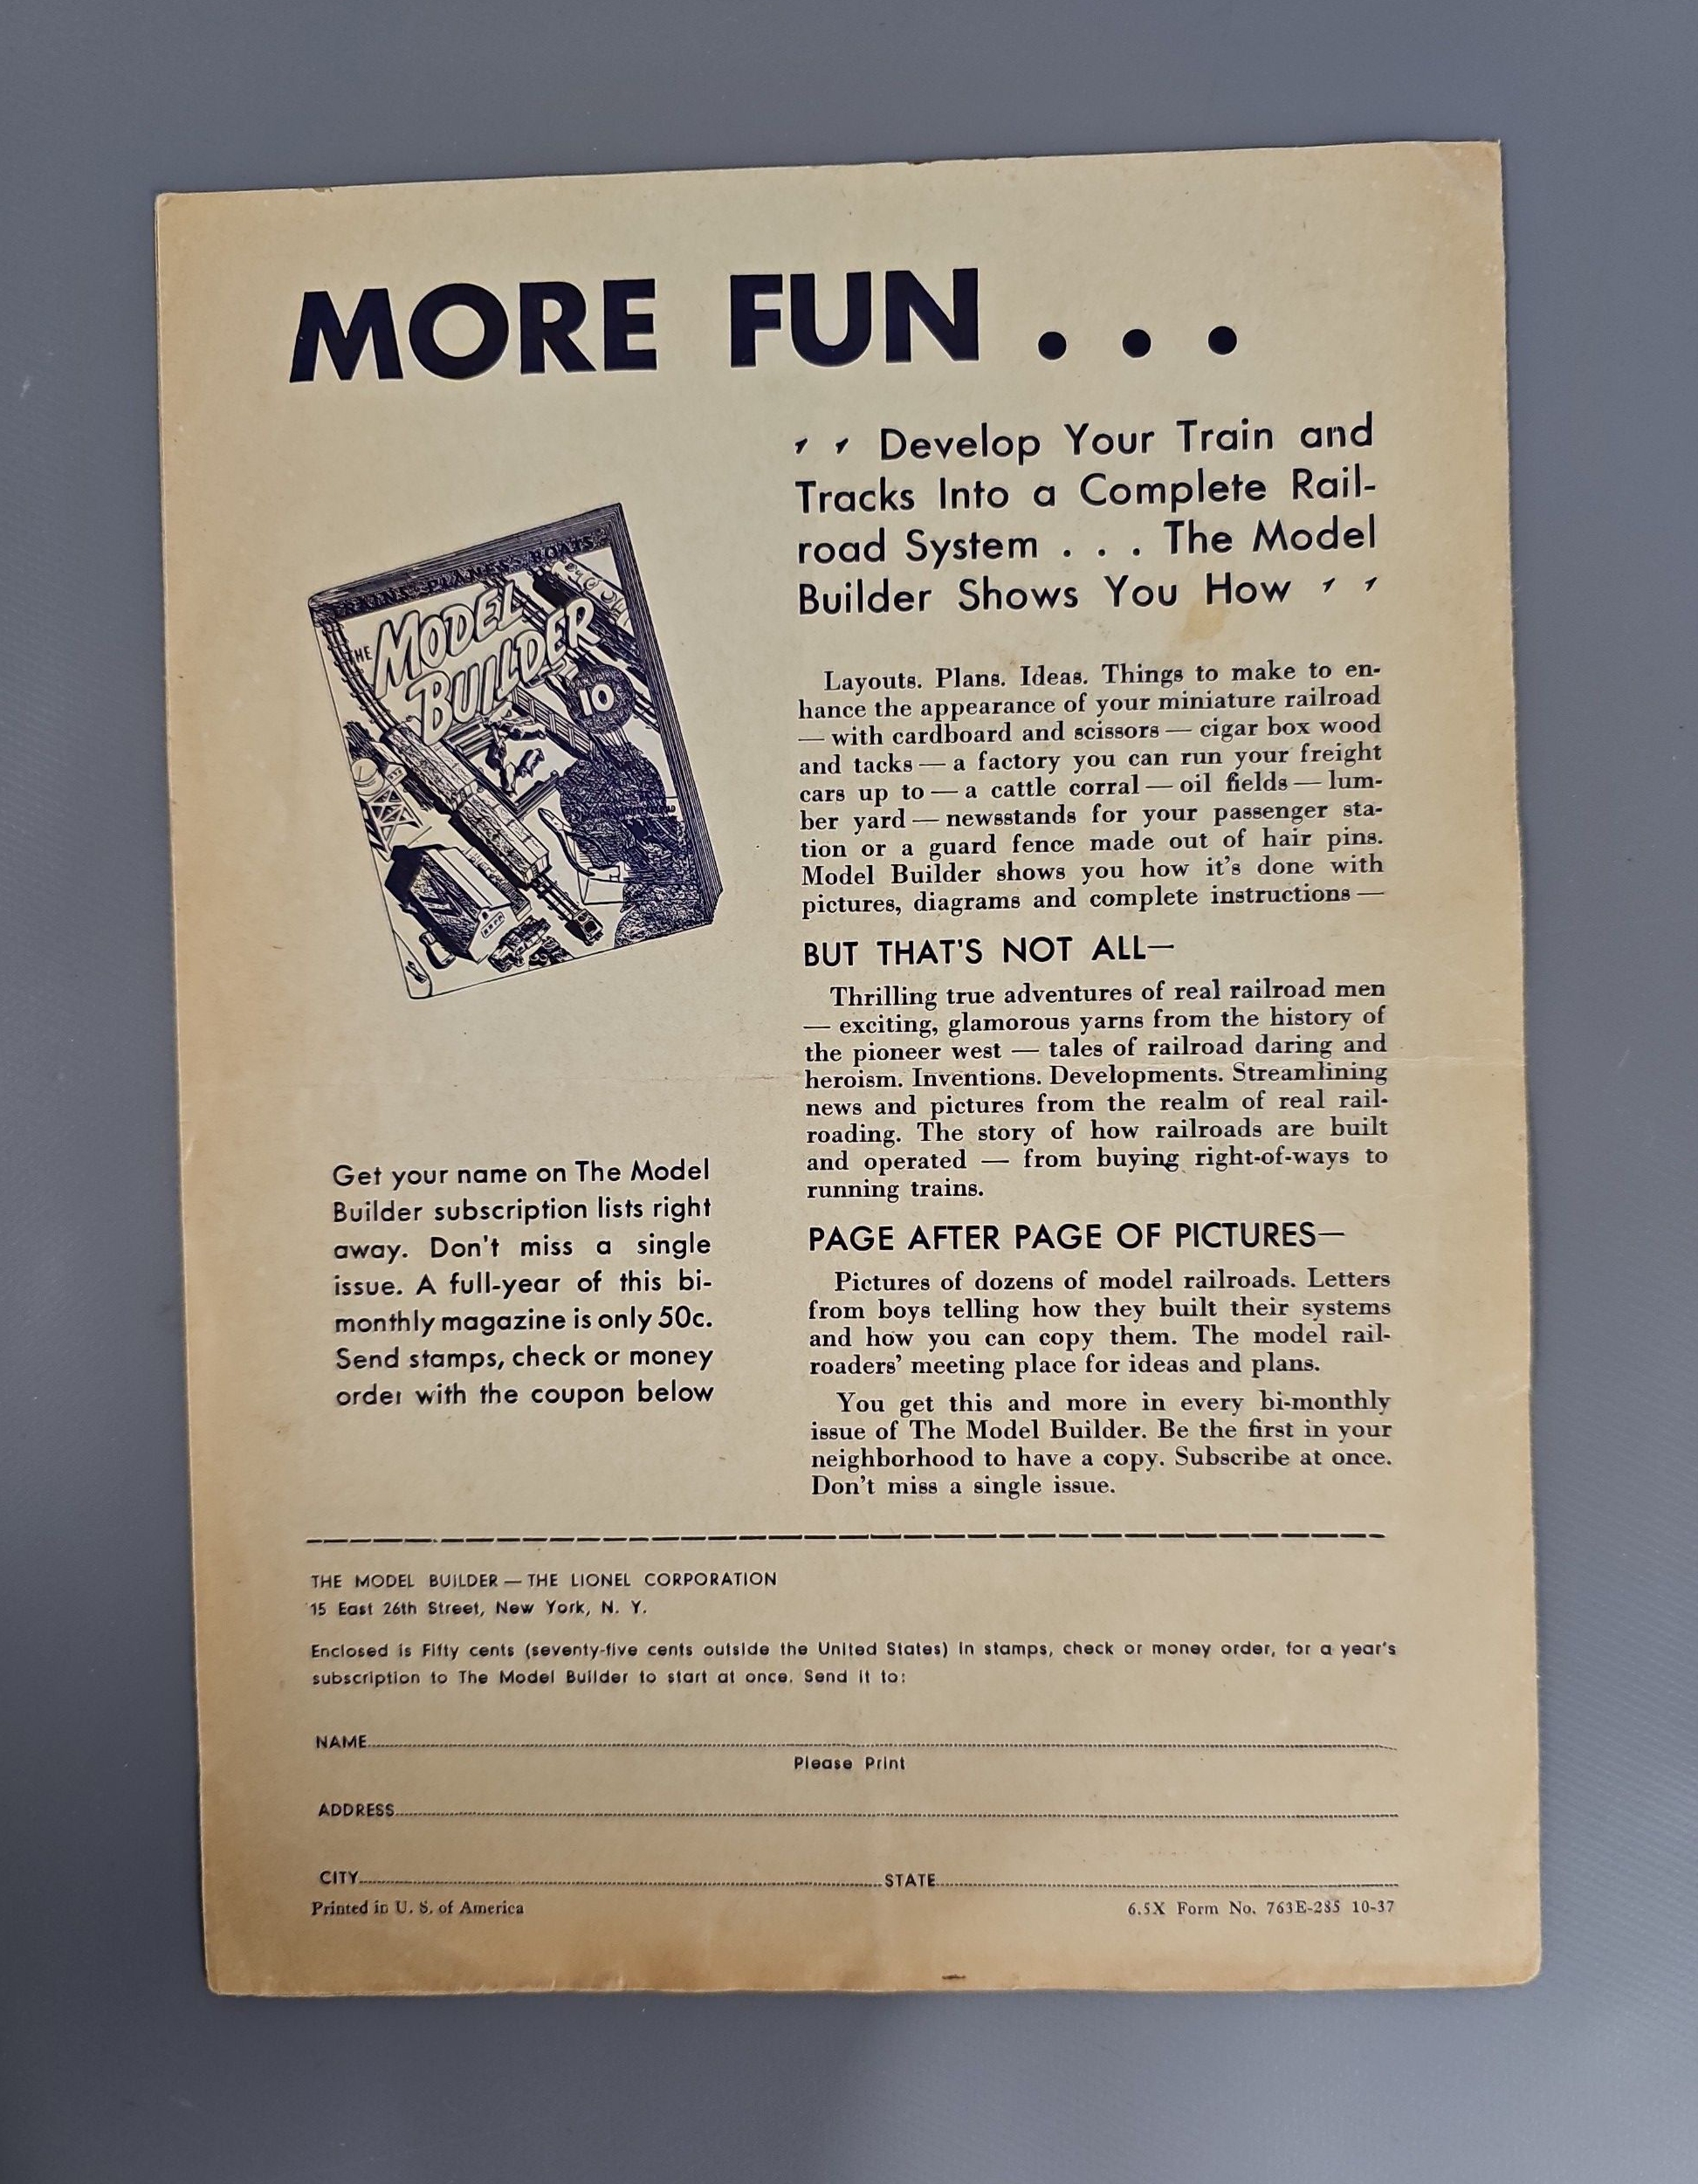 MORE FUN . . .
TRAINS PLANES BOATS
THE
MODEL
BUILDER
10¢
Develop Your Train and
Tracks Into a Complete Rail-
road System . . . The Model
Builder Shows You How
Layouts. Plans. Ideas. Things to make to en-
hance the appearance of your miniature railroad
— with cardboard and scissors — cigar box wood
and tacks — a factory you can run your freight
cars up to — a cattle corral — oil fields — lum-
ber yard — newsstands for your passenger sta-
tion or a guard fence made out of hair pins.
Model Builder shows you how it's done with
pictures, diagrams and complete instructions —
BUT THAT'S NOT ALL—
Thrilling true adventures of real railroad men
— exciting, glamorous yarns from the history of
the pioneer west — tales of railroad daring and
heroism. Inventions. Developments. Streamlining
news and pictures from the realm of real rail-
roading. The story of how railroads are built
and operated — from buying right-of-ways to
running trains.
PAGE AFTER PAGE OF PICTURES—
Pictures of dozens of model railroads. Letters
from boys telling how they built their systems
and how you can copy them. The model rail-
roaders' meeting place for ideas and plans.
You get this and more in every bi-monthly
issue of The Model Builder. Be the first in your
neighborhood to have a copy. Subscribe at once.
Don't miss a single issue.
Get your name on The Model
Builder subscription lists right
away. Don't miss a single
issue. A full-year of this bi-
monthly magazine is only 50c.
Send stamps, check or money
order with the coupon below
THE MODEL BUILDER — THE LIONEL CORPORATION
15 East 26th Street, New York, N. Y.
Enclosed is Fifty cents (seventy-five cents outside the United States) in stamps, check or money order, for a year's
subscription to The Model Builder to start at once. Send it to:
NAME
Please Print
ADDRESS
CITY STATE
Printed in U. S. of America 6.5X Form No. 763E-285 10-37